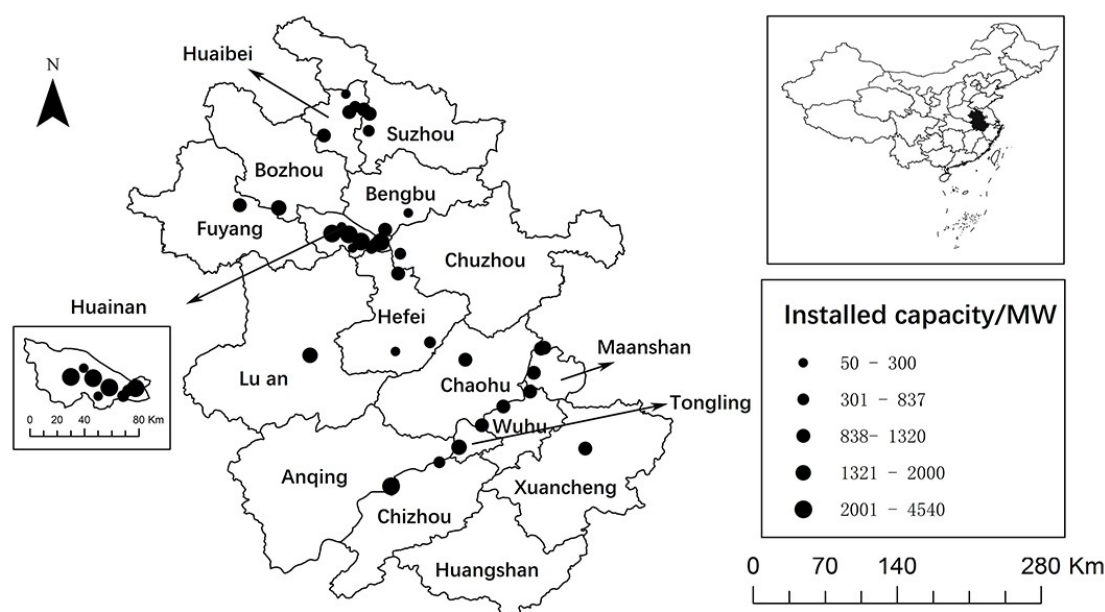 N
Huaibei
Suzhou
Bozhou
Bengbu
Fuyang
Chuzhou
Huainan
Hefei
Maanshan
Lu an
Chaohu
Tongling
Wuhu
Anqing
Xuancheng
Chizhou
Huangshan
0 20 40 80 Km
Installed capacity/MW
50 - 300
301 - 837
838- 1320
1321 - 2000
2001 - 4540
0 70 140 280 Km